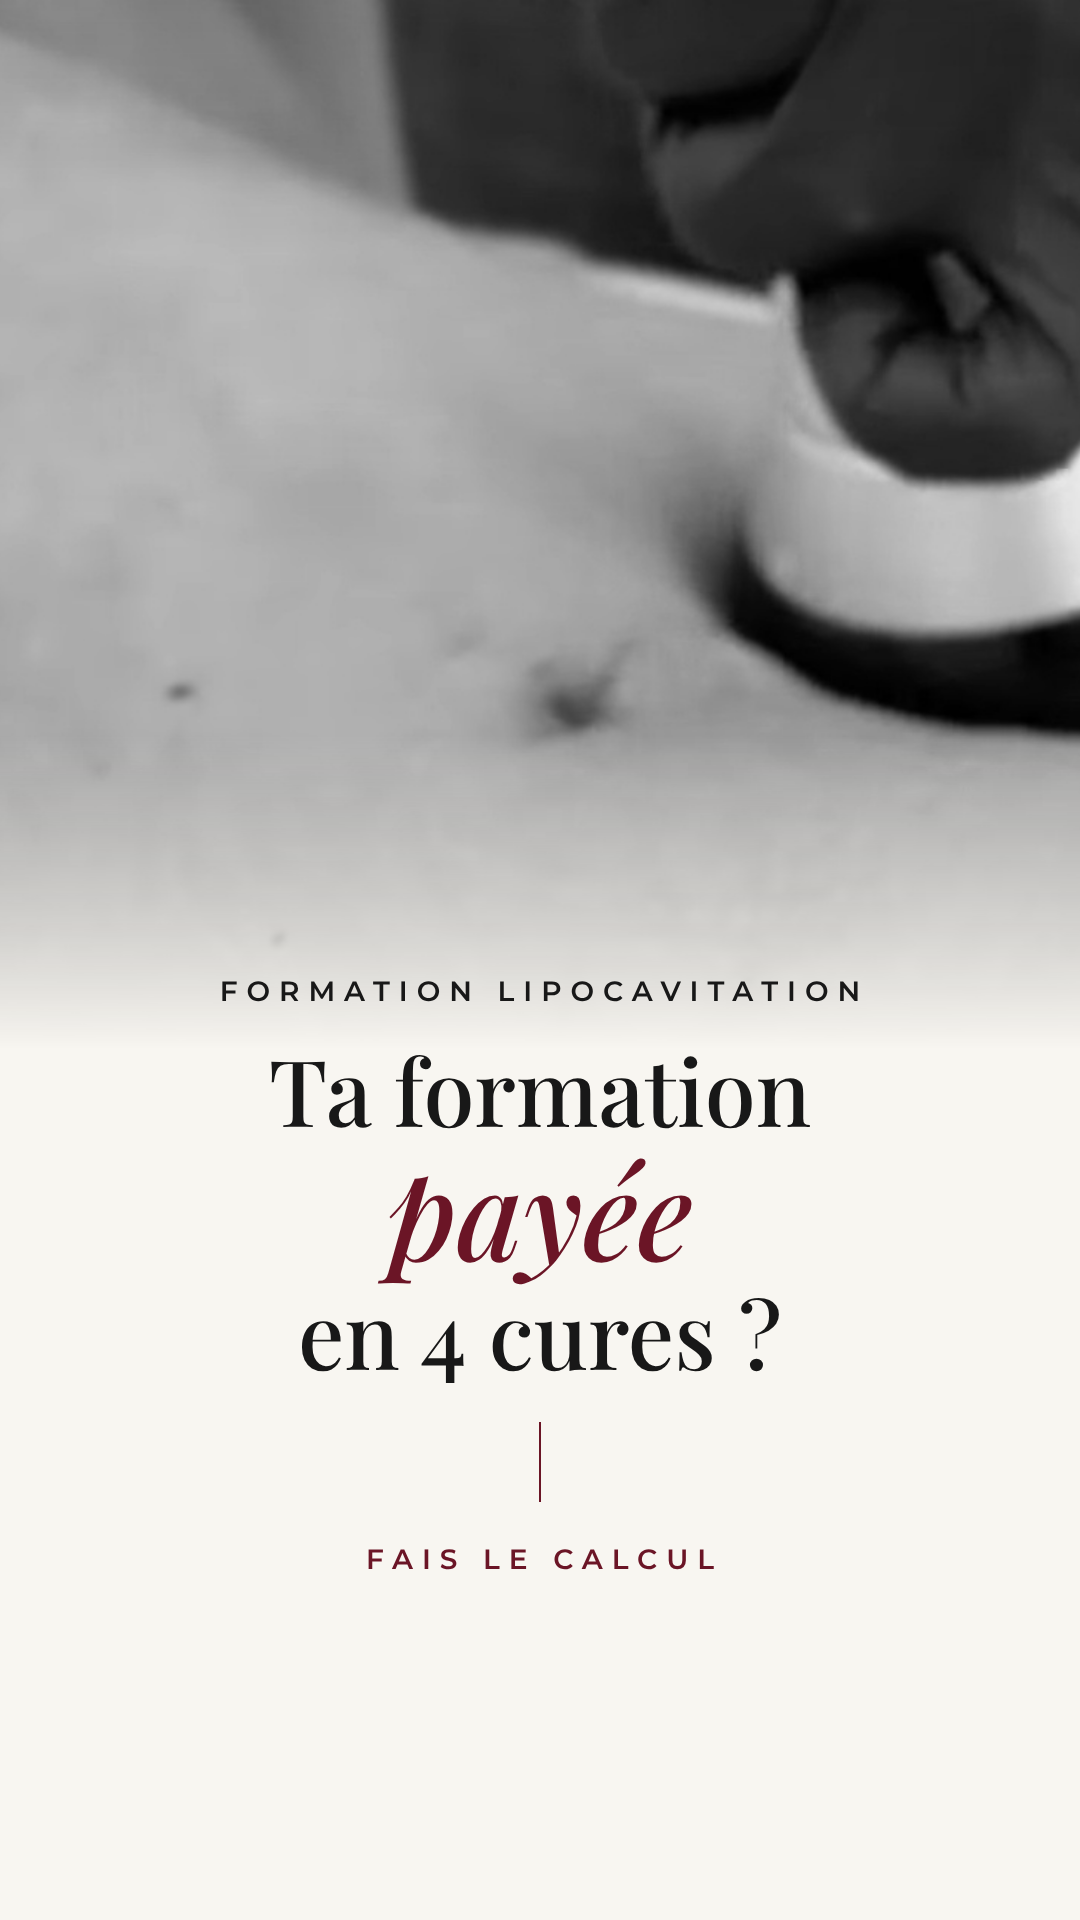 FORMATION LIPOCAVITATION
Ta formation
payée
en 4 cures ?
FAIS LE CALCUL